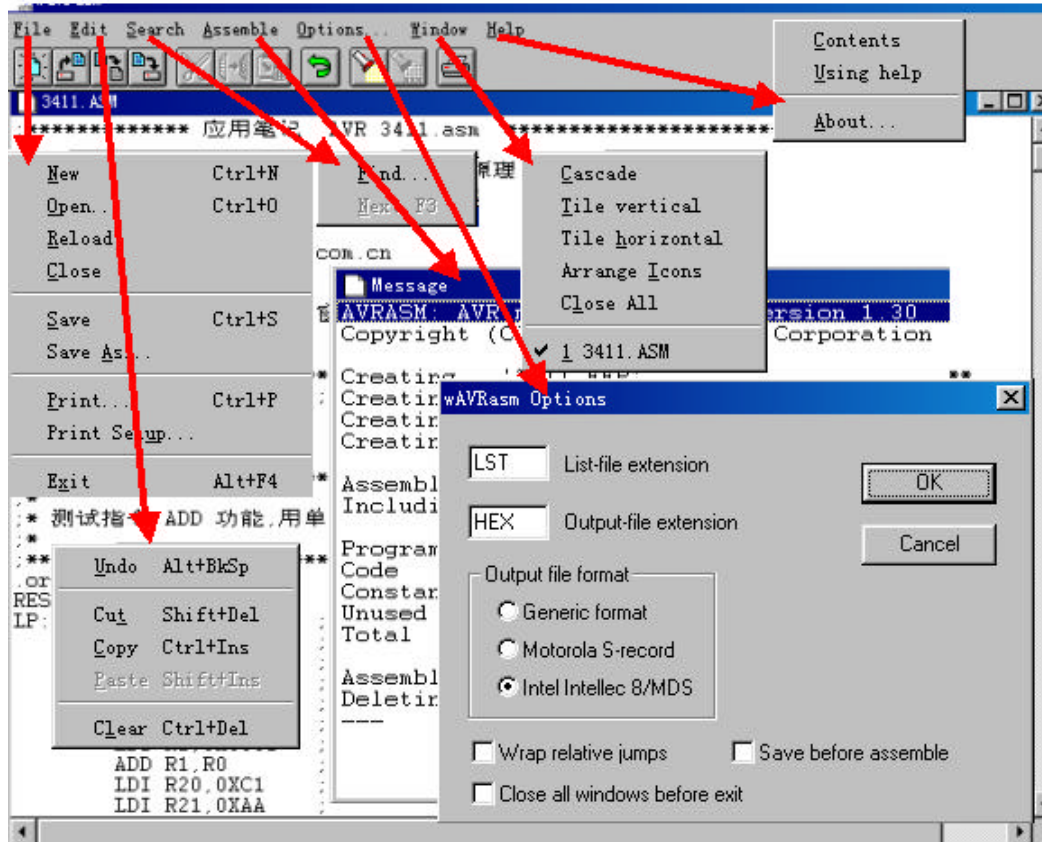 File Edit Search Assemble Options... Window Help
3411.ASM
;************* 应用笔记 AVR 3411.asm **********************
原理
com.cn
New Ctrl+N
Open... Ctrl+O
Reload
Close
Save Ctrl+S
Save As...
Print... Ctrl+P
Print Setup...
Exit Alt+F4
Find...
Next F3
Contents
Using help
About...
Cascade
Tile vertical
Tile horizontal
Arrange Icons
Close All
1 3411.ASM
Message
AVRASM: AVR ersion 1.30
Copyright (C Corporation
Creating
Creatin
Creatin
Creatin
Assembl
Includi
Program
Code
Constan
Unused
Total
Assembl
Deletin
---
;* 测试指令 ADD 功能,用单
.or
RES
LP:
Undo Alt+BkSp
Cut Shift+Del
Copy Ctrl+Ins
Paste Shift+Ins
Clear Ctrl+Del
ADD R1,R0
LDI R20,0XC1
LDI R21,0XAA
wAVRasm Options
LST List-file extension
HEX Output-file extension
OK
Cancel
Output file format
Generic format
Motorola S-record
Intel Intellec 8/MDS
Wrap relative jumps
Save before assemble
Close all windows before exit